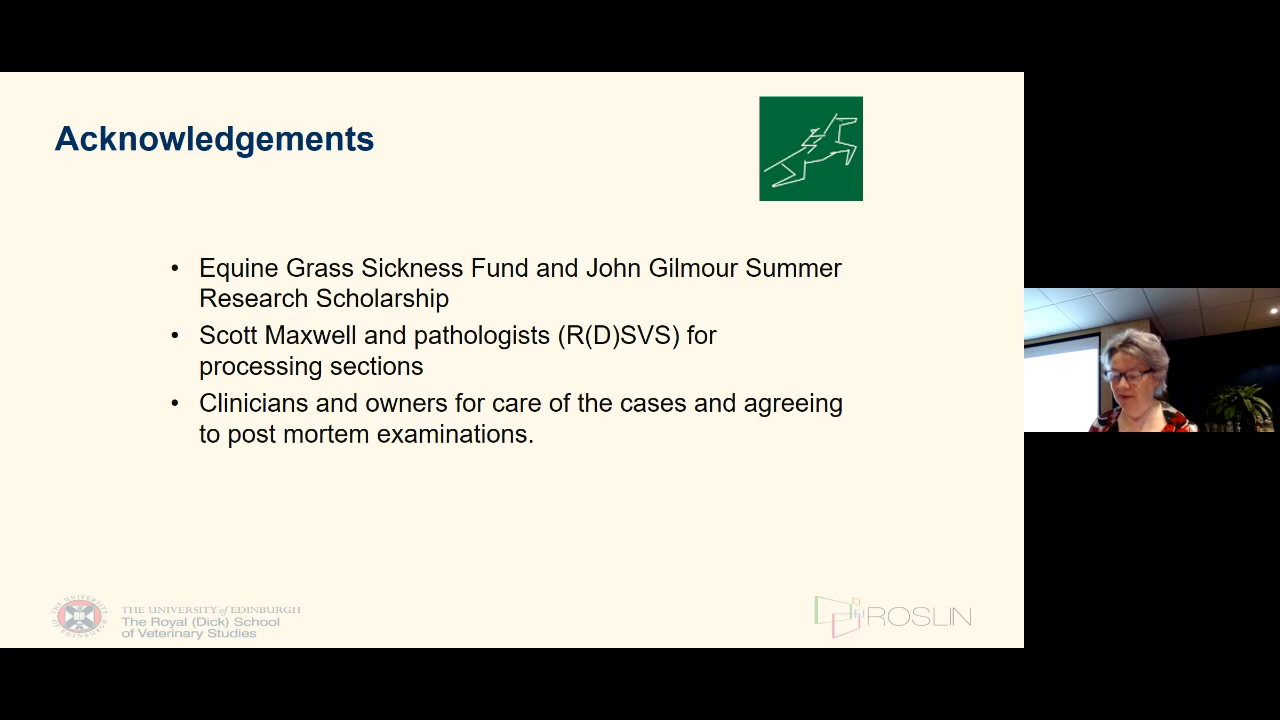 Acknowledgements
• Equine Grass Sickness Fund and John Gilmour Summer
Research Scholarship
• Scott Maxwell and pathologists (R(D)SVS) for
processing sections
• Clinicians and owners for care of the cases and agreeing
to post mortem examinations.
THE UNIVERSITY of EDINBURGH
The Royal (Dick) School
of Veterinary Studies
ROSLIN